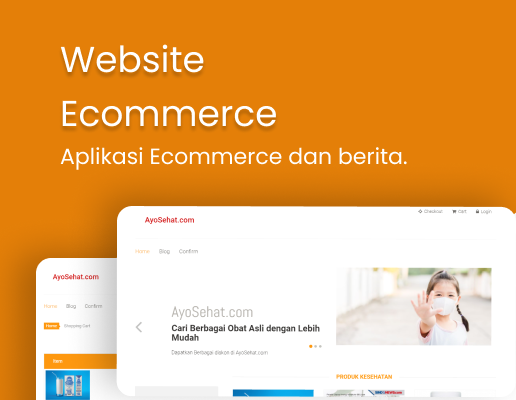 Website
Ecommerce
Aplikasi Ecommerce dan berita.
AyoSehat.com
Checkout
Cart
Login
Home
Blog
Confirm
AyoSehat.com
Cari Berbagai Obat Asli dengan Lebih
Mudah
Dapatkan Berbagai diskon di AyoSehat.com
PRODUK KESEHATAN
AyoSehat.com
Home
Blog
Confirm
Home
Shopping Cart
Item